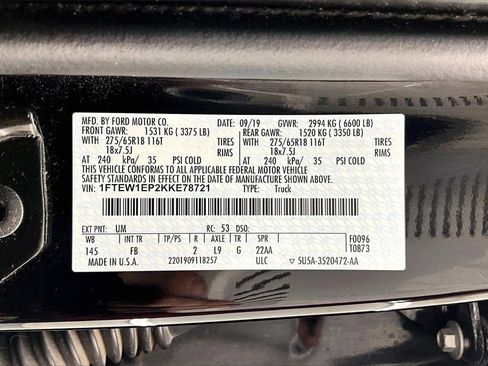 MFD. BY FORD MOTOR CO. 09/19 GVWR: 2994 KG ( 6600 LB)
FRONT GAWR: 1531 KG ( 3375 LB) REAR GAWR: 1520 KG ( 3350 LB)
WITH 275/65R18 116T TIRES WITH 275/65R18 116T TIRES
18x7.5J RIMS 18x7.5J RIMS
AT 240 kPa/ 35 PSI COLD AT 240 kPa/ 35 PSI COLD
THIS VEHICLE CONFORMS TO ALL APPLICABLE FEDERAL MOTOR VEHICLE
SAFETY AND THEFT PREVENTION STANDARDS IN EFFECT ON THE DATE OF
MANUFACTURE SHOWN ABOVE.
VIN: 1FTEW1EP2KKE78721 TYPE: Truck
EXT PNT: UM RC: 53 DSO:
WB INT TR TP/PS R AXLE TR SPR F0096
145 FB 2 L9 G 22AA T0873
MADE IN U.S.A. 2201909118257 ULC ▽ 5U5A-3520472-AA